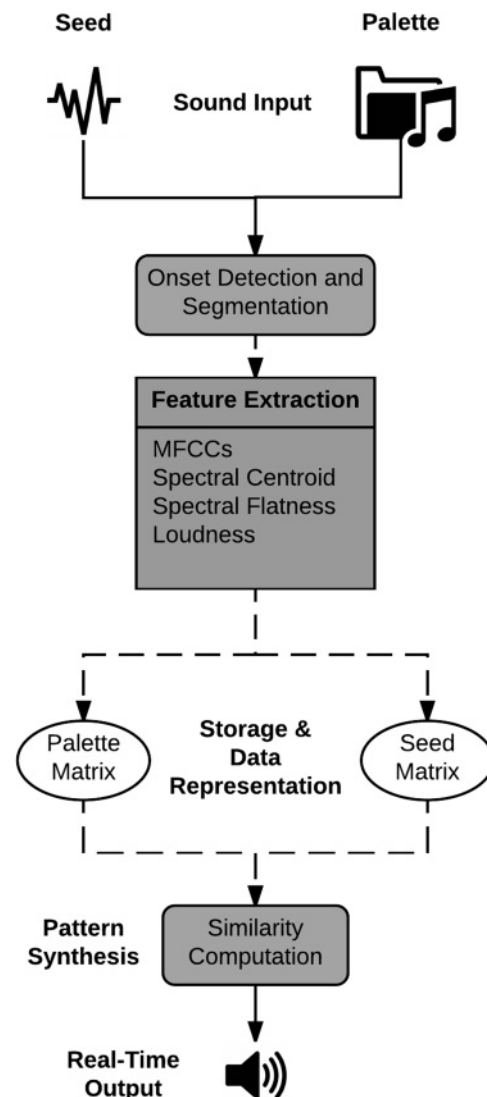 Seed
Palette
Sound Input
Onset Detection and
Segmentation
Feature Extraction
MFCCs
Spectral Centroid
Spectral Flatness
Loudness
Palette
Matrix
Storage &
Data
Representation
Seed
Matrix
Pattern
Synthesis
Similarity
Computation
Real-Time
Output